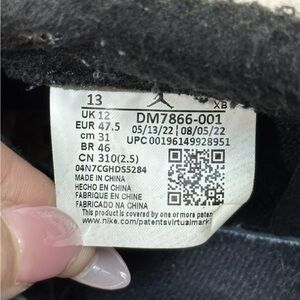 13 XB
UK 12 DM7866-001
EUR 47.5 05/13/22 08/05/22
cm 31 UPC 00196149928951
BR 46
CN 310(2.5)
04N7CGHDS5284
MADE IN CHINA
HECHO EN CHINA
FABRIQUE EN CHINE
FABRICADO NA CHINA
This product is covered by one or more
www.nike.com/patentsvirtualmarki